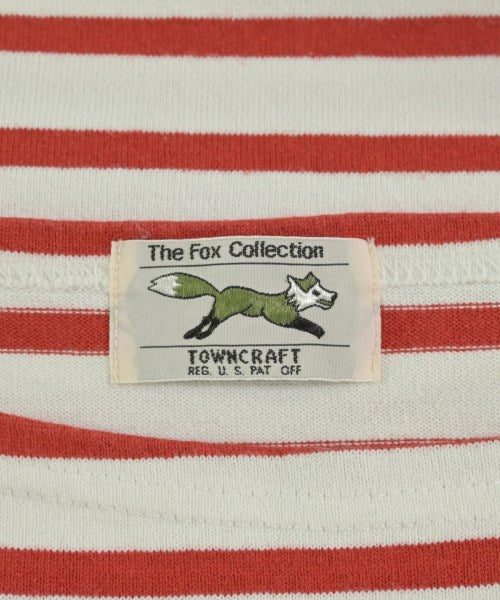 The Fox Collection
TOWNCRAFT
REG. U. S. PAT OFF